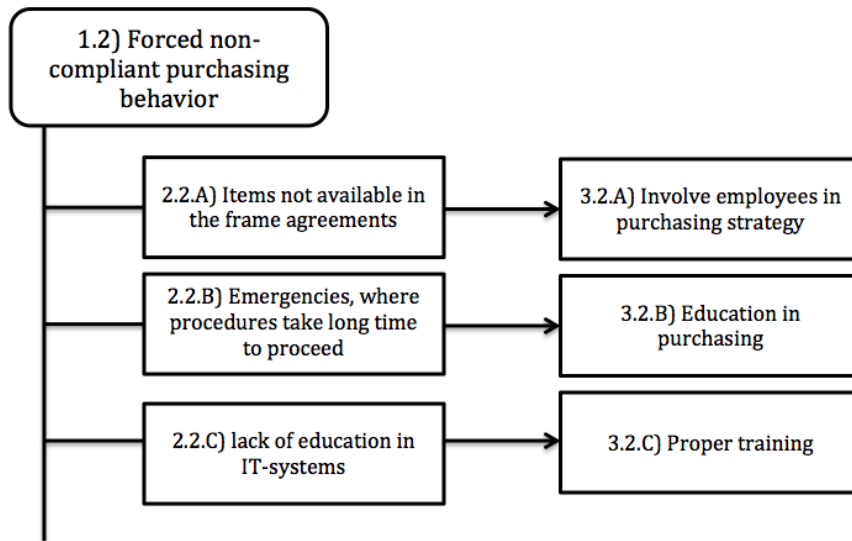 1.2) Forced non-
compliant purchasing
behavior
2.2.A) Items not available in
the frame agreements
3.2.A) Involve employees in
purchasing strategy
2.2.B) Emergencies, where
procedures take long time
to proceed
3.2.B) Education in
purchasing
2.2.C) lack of education in
IT-systems
3.2.C) Proper training